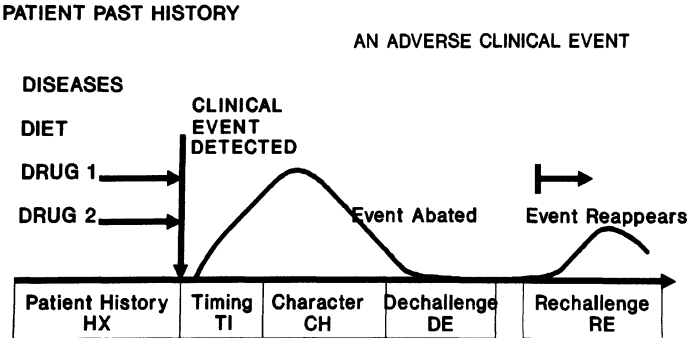 PATIENT PAST HISTORY
AN ADVERSE CLINICAL EVENT
DISEASES
CLINICAL
EVENT
DETECTED
DIET
DRUG 1
DRUG 2
Event Abated
Event Reappears
Patient History
HX
Timing
TI
Character
CH
Dechallenge
DE
Rechallenge
RE